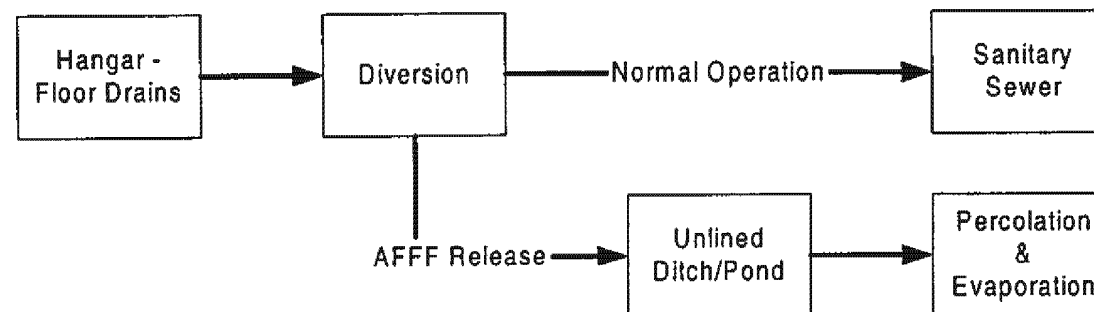 Hangar -
Floor Drains
Diversion
Normal Operation
Sanitary
Sewer
AFFF Release
Unlined
Ditch/Pond
Percolation
&
Evaporation